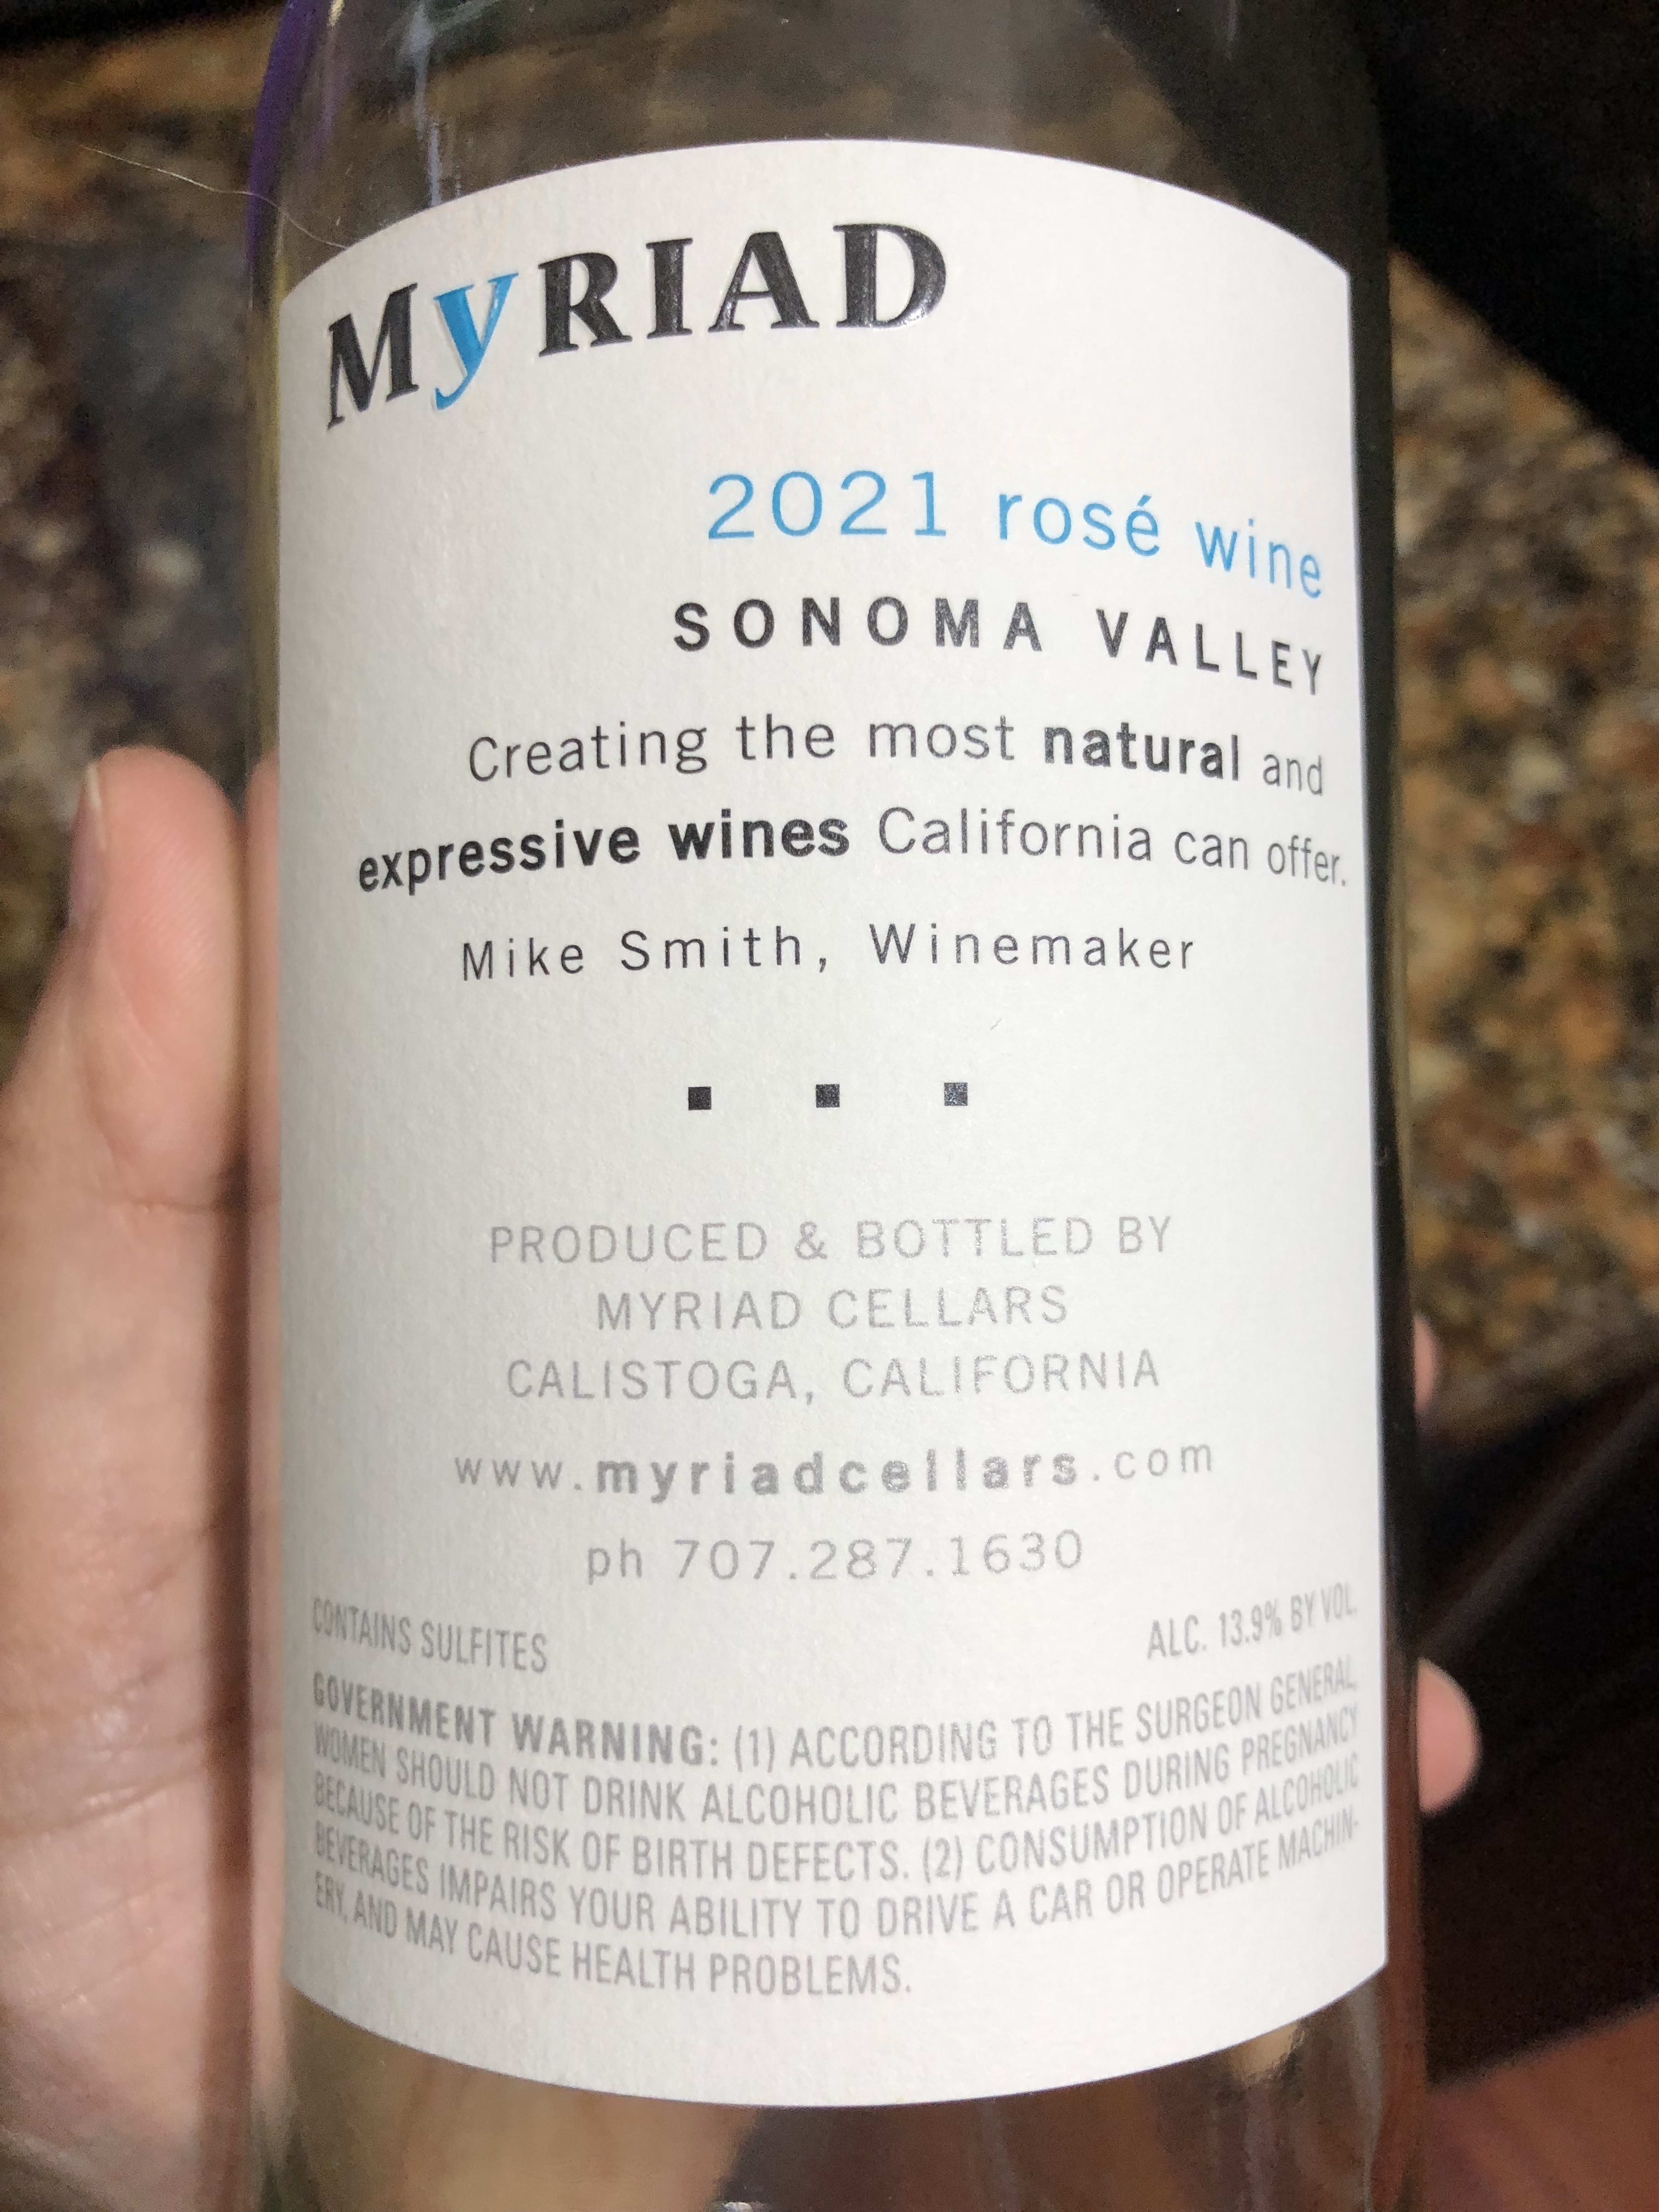 MyRIAD
2021 rosé wine
SONOMA VALLEY
Creating the most natural and
expressive wines California can offer.
Mike Smith, Winemaker
PRODUCED & BOTTLED BY
MYRIAD CELLARS
CALISTOGA, CALIFORNIA
www.myriadcellars.com
ph 707.287.1630
CONTAINS SULFITES ALC. 13.9% BY VOL.
GOVERNMENT WARNING: (1) ACCORDING TO THE SURGEON GENERAL,
WOMEN SHOULD NOT DRINK ALCOHOLIC BEVERAGES DURING PREGNANCY
BECAUSE OF THE RISK OF BIRTH DEFECTS. (2) CONSUMPTION OF ALCOHOLIC
BEVERAGES IMPAIRS YOUR ABILITY TO DRIVE A CAR OR OPERATE MACHIN-
ERY, AND MAY CAUSE HEALTH PROBLEMS.